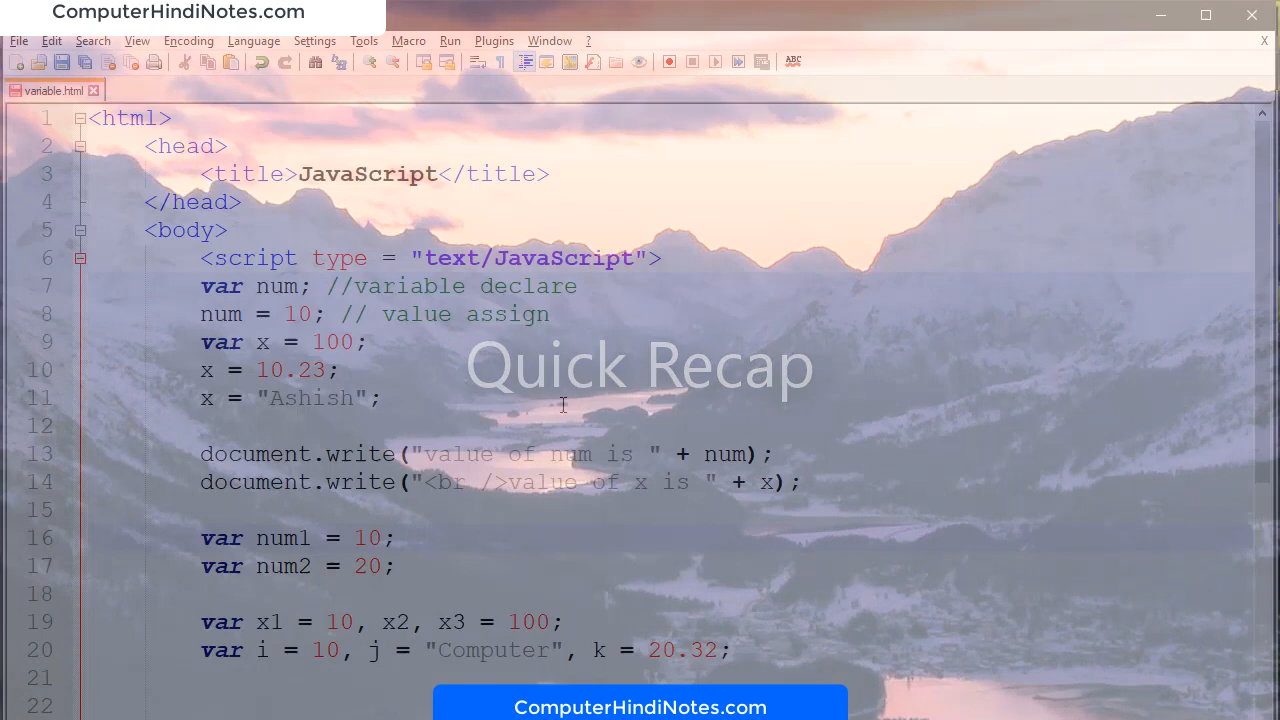 ComputerHindiNotes.com
File Edit Search View Encoding Language Settings Tools Macro Run Plugins Window ? X
ABC
variable.html
1 <html>
2 <head>
3 <title>JavaScript</title>
4 </head>
5 <body>
6 <script type = "text/JavaScript">
7 var num; //variable declare
8 num = 10; // value assign
9 var x = 100;
10 x = 10.23;
Quick Recap
11 x = "Ashish";
12
13 document.write("value of num is " + num);
14 document.write("<br />value of x is " + x);
15
16 var num1 = 10;
17 var num2 = 20;
18
19 var x1 = 10, x2, x3 = 100;
20 var i = 10, j = "Computer", k = 20.32;
21
22
ComputerHindiNotes.com